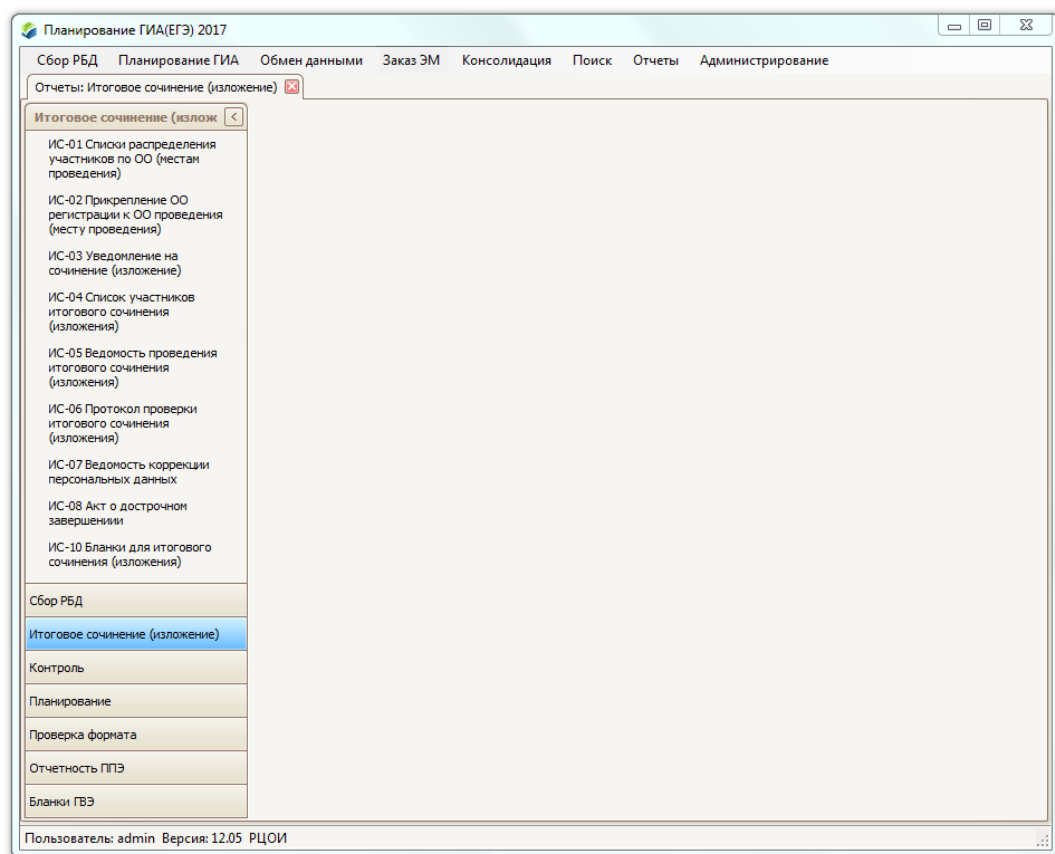 Планирование ГИА(ЕГЭ) 2017
Сбор РБД Планирование ГИА Обмен данными Заказ ЭМ Консолидация Поиск Отчеты Администрирование
Отчеты: Итоговое сочинение (изложение)
Итоговое сочинение (излож
ИС-01 Списки распределения
участников по ОО (местам
проведения)
ИС-02 Прикрепление ОО
регистрации к ОО проведения
(месту проведения)
ИС-03 Уведомление на
сочинение (изложение)
ИС-04 Список участников
итогового сочинения
(изложения)
ИС-05 Ведомость проведения
итогового сочинения
(изложения)
ИС-06 Протокол проверки
итогового сочинения
(изложения)
ИС-07 Ведомость коррекции
персональных данных
ИС-08 Акт о дострочном
завершениии
ИС-10 Бланки для итогового
сочинения (изложения)
Сбор РБД
Итоговое сочинение (изложение)
Контроль
Планирование
Проверка формата
Отчетность ППЭ
Бланки ГВЭ
Пользователь: admin Версия: 12.05 РЦОИ